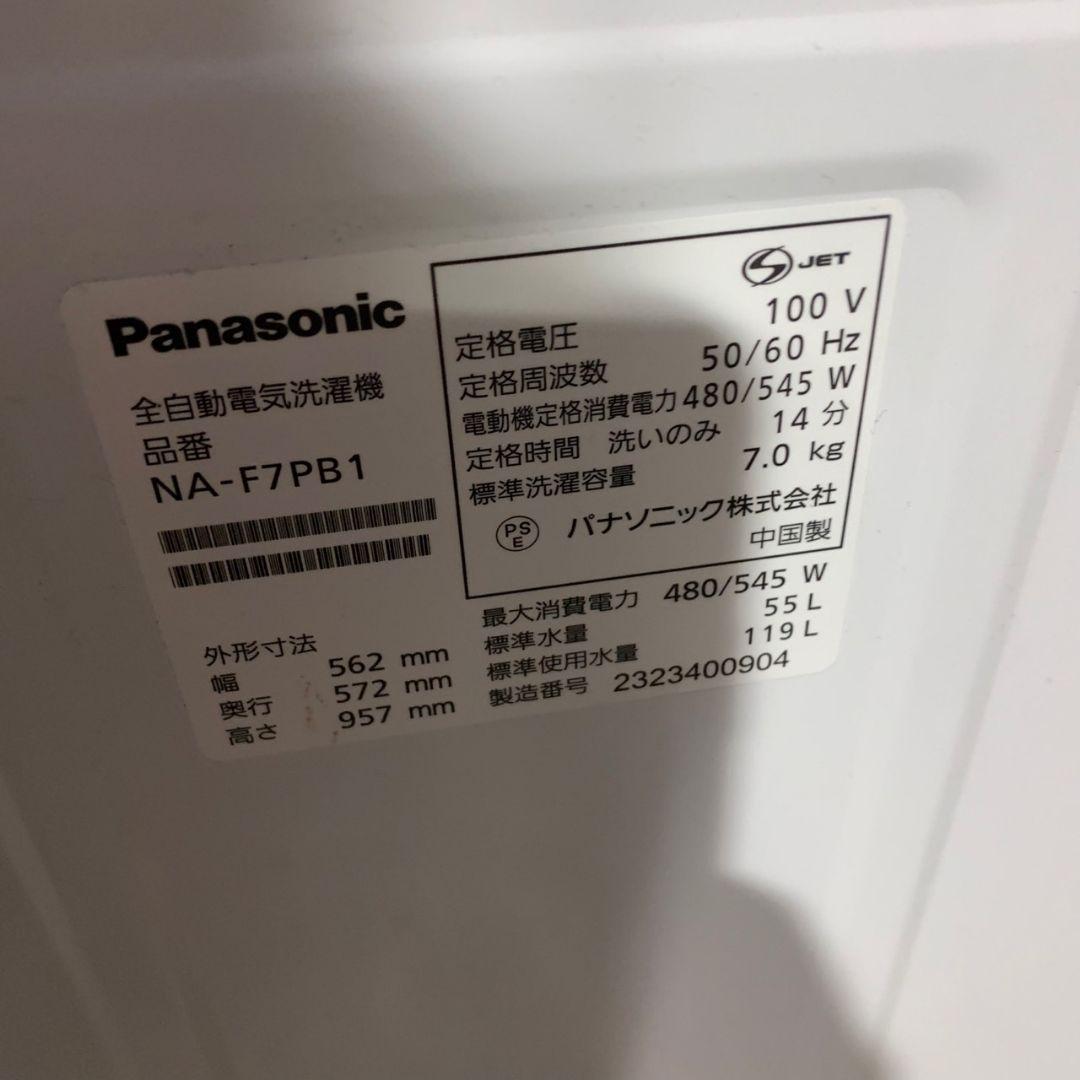 Panasonic
全自動電気洗濯機
品番
NA-F7PB1
外形寸法
幅 562 mm
奥行 572 mm
高さ 957 mm
JET
定格電圧 100 V
定格周波数 50/60 Hz
電動機定格消費電力 480/545 W
定格時間 洗いのみ 14 分
標準洗濯容量 7.0 kg
PS
E
パナソニック株式会社
中国製
最大消費電力 480/545 W
標準水量 55 L
標準使用水量 119 L
製造番号 2323400904